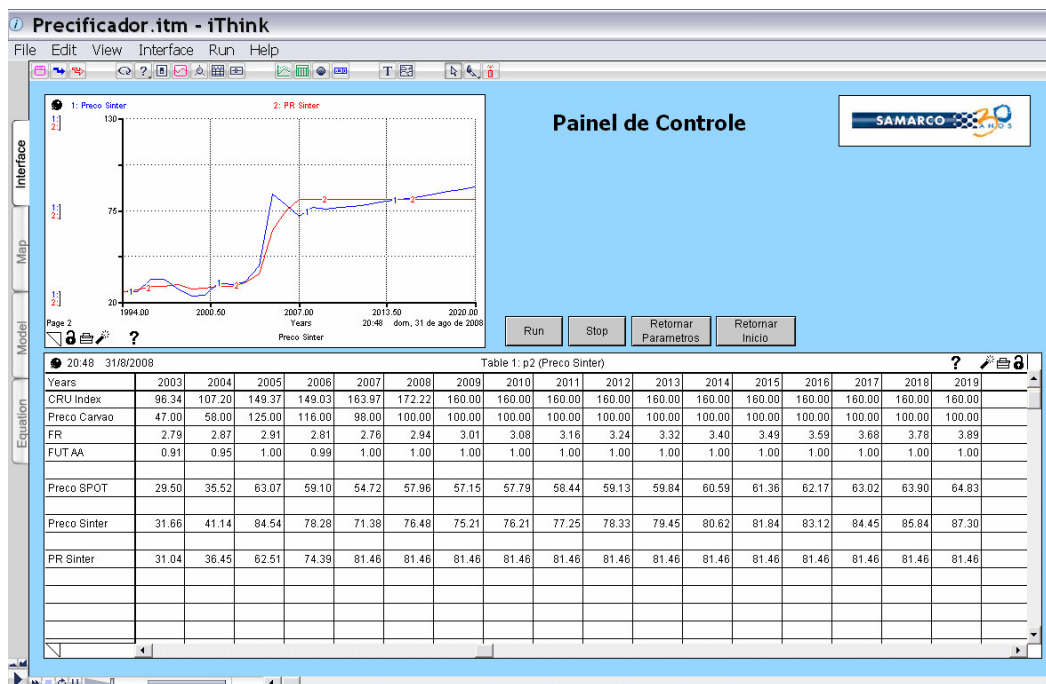 Precificador.itm - iThink
File Edit View Interface Run Help
Interface
Map
Model
Equation
1: Preco Sinter 2: PR Sinter
1:
2:
130
1:
2:
75
1:
2:
20
1994.00 2000.50 2007.00 2013.50 2020.00
Page 2 Years 20:48 dom, 31 de ago de 2008
Preco Sinter
?
Painel de Controle
SAMARCO 30 ANOS
Run Stop Retornar Parametros Retornar Inicio
20:48 31/8/2008 Table 1: p2 (Preco Sinter) ?
Years 2003 2004 2005 2006 2007 2008 2009 2010 2011 2012 2013 2014 2015 2016 2017 2018 2019
CRU Index 96.34 107.20 149.37 149.03 163.97 172.22 160.00 160.00 160.00 160.00 160.00 160.00 160.00 160.00 160.00 160.00 160.00
Preco Carvao 47.00 58.00 125.00 116.00 98.00 100.00 100.00 100.00 100.00 100.00 100.00 100.00 100.00 100.00 100.00 100.00 100.00
FR 2.79 2.87 2.91 2.81 2.76 2.94 3.01 3.08 3.16 3.24 3.32 3.40 3.49 3.59 3.68 3.78 3.89
FUT AA 0.91 0.95 1.00 0.99 1.00 1.00 1.00 1.00 1.00 1.00 1.00 1.00 1.00 1.00 1.00 1.00 1.00
Preco SPOT 29.50 35.52 63.07 59.10 54.72 57.96 57.15 57.79 58.44 59.13 59.84 60.59 61.36 62.17 63.02 63.90 64.83
Preco Sinter 31.66 41.14 84.54 78.28 71.38 76.48 75.21 76.21 77.25 78.33 79.45 80.62 81.84 83.12 84.45 85.84 87.30
PR Sinter 31.04 36.45 62.51 74.39 81.46 81.46 81.46 81.46 81.46 81.46 81.46 81.46 81.46 81.46 81.46 81.46 81.46